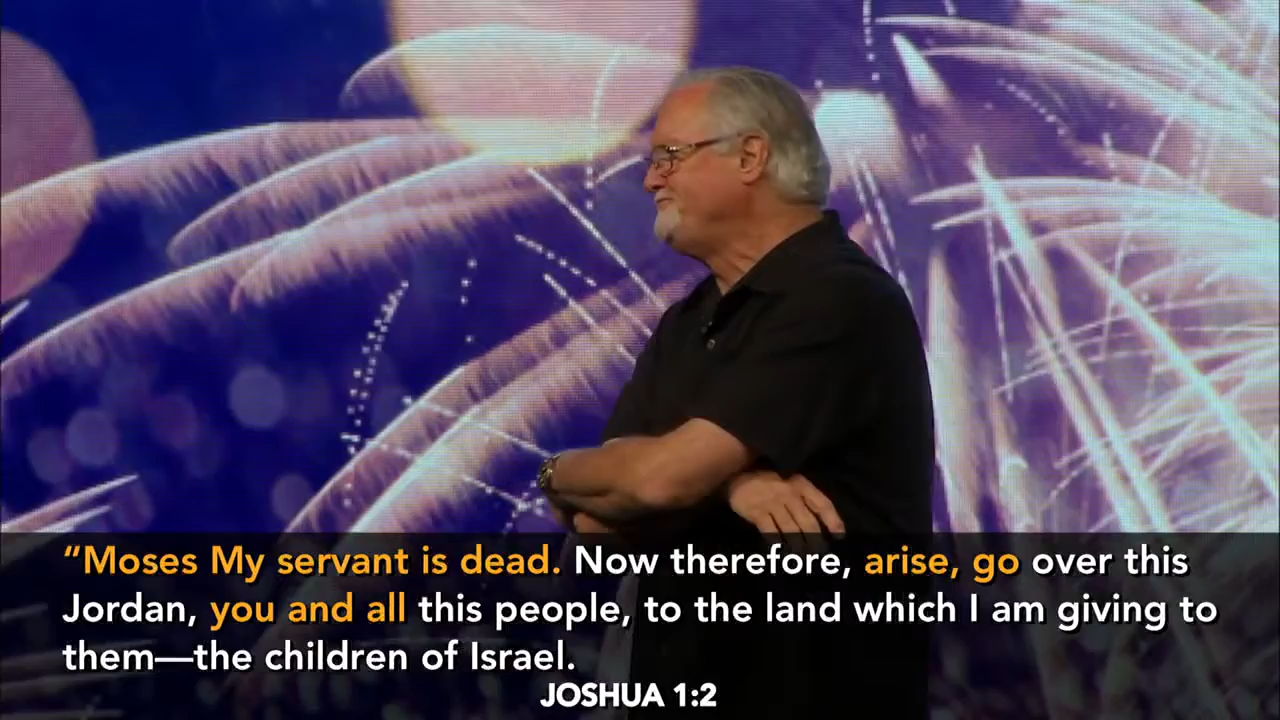 “Moses My servant is dead. Now therefore, arise, go over this
Jordan, you and all this people, to the land which I am giving to
them—the children of Israel.
JOSHUA 1:2